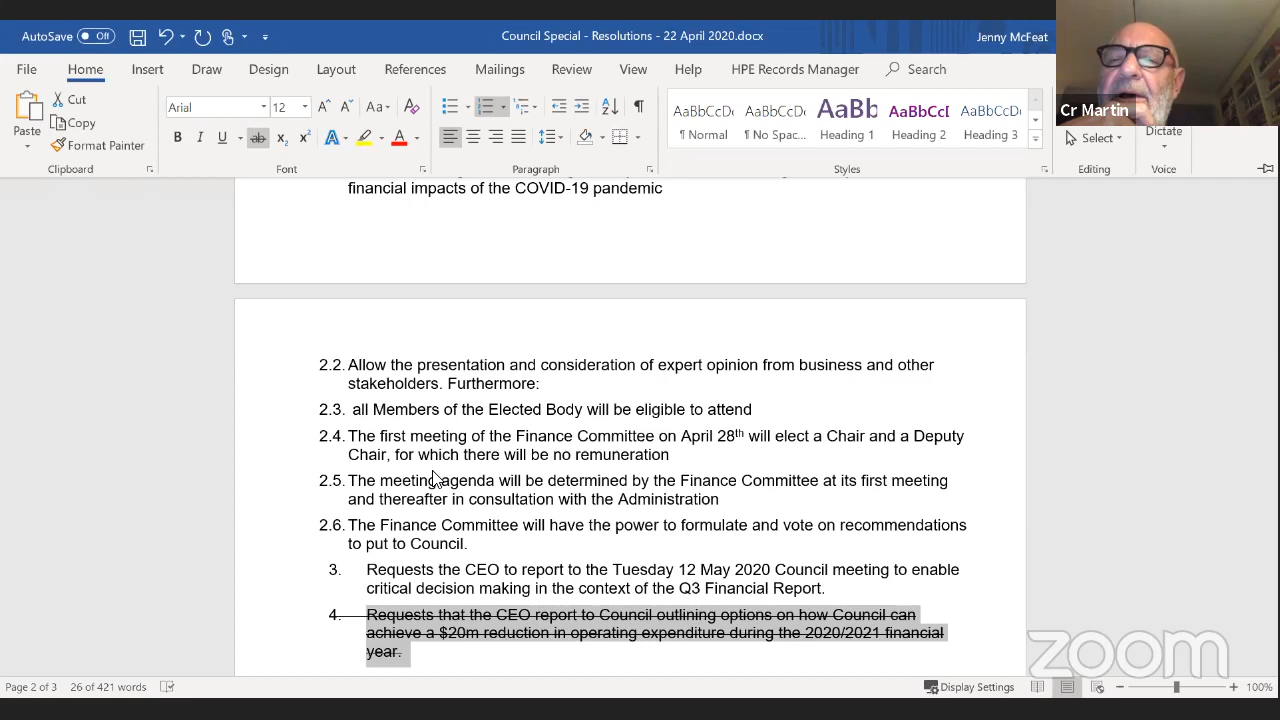 AutoSave Off Council Special - Resolutions - 22 April 2020.docx Jenny McFeat
File Home Insert Draw Design Layout References Mailings Review View Help HPE Records Manager Search
Cr Martin
Paste Cut Copy Format Painter
Arial 12
AaBbCcDc AaBbCcDc AaBb AaBbCcI AaBbCcDc
¶ Normal ¶ No Spac... Heading 1 Heading 2 Heading 3
Select Dictate
Clipboard Font Paragraph Styles Editing Voice
financial impacts of the COVID-19 pandemic
2.2. Allow the presentation and consideration of expert opinion from business and other
stakeholders. Furthermore:
2.3. all Members of the Elected Body will be eligible to attend
2.4. The first meeting of the Finance Committee on April 28th will elect a Chair and a Deputy
Chair, for which there will be no remuneration
2.5. The meeting agenda will be determined by the Finance Committee at its first meeting
and thereafter in consultation with the Administration
2.6. The Finance Committee will have the power to formulate and vote on recommendations
to put to Council.
3. Requests the CEO to report to the Tuesday 12 May 2020 Council meeting to enable
critical decision making in the context of the Q3 Financial Report.
4. Requests that the CEO report to Council outlining options on how Council can
achieve a $20m reduction in operating expenditure during the 2020/2021 financial
year.
zoom
Page 2 of 3 26 of 421 words Display Settings 100%